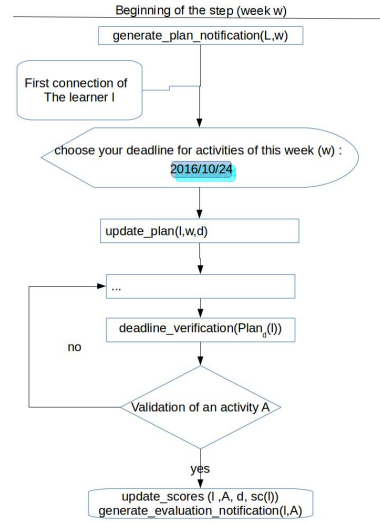 Beginning of the step (week w)
generate_plan_notification(L,w)
First connection of
The learner l
choose your deadline for activities of this week (w) :
2016/10/24
update_plan(l,w,d)
...
deadline_verification(Plan_d(l))
no
Validation of an activity A
yes
update_scores (l ,A, d, sc(l))
generate_evaluation_notification(l,A)